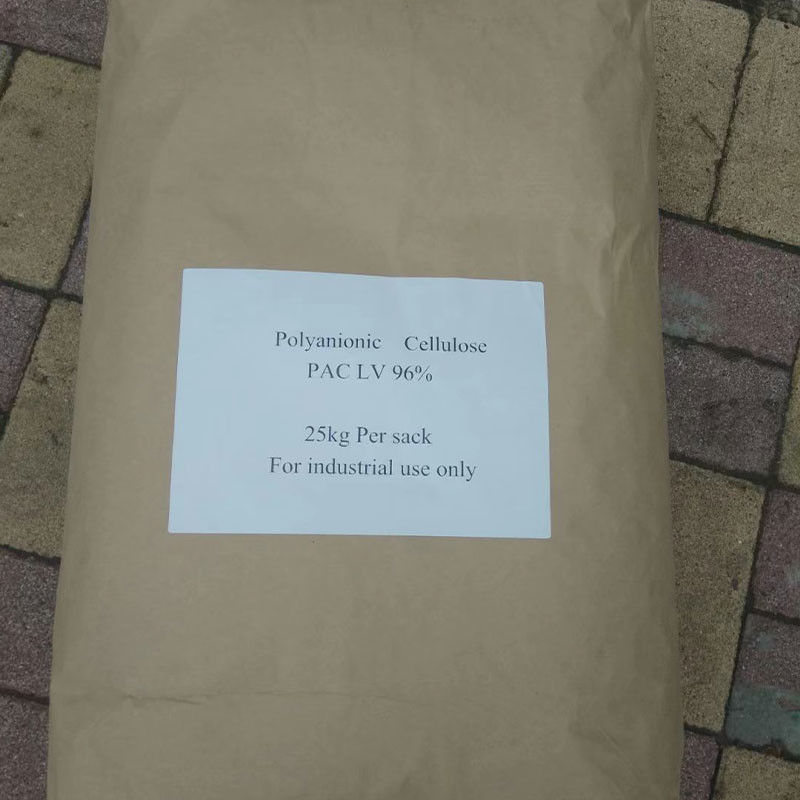 Polyanionic Cellulose
PAC LV 96%
25kg Per sack
For industrial use only